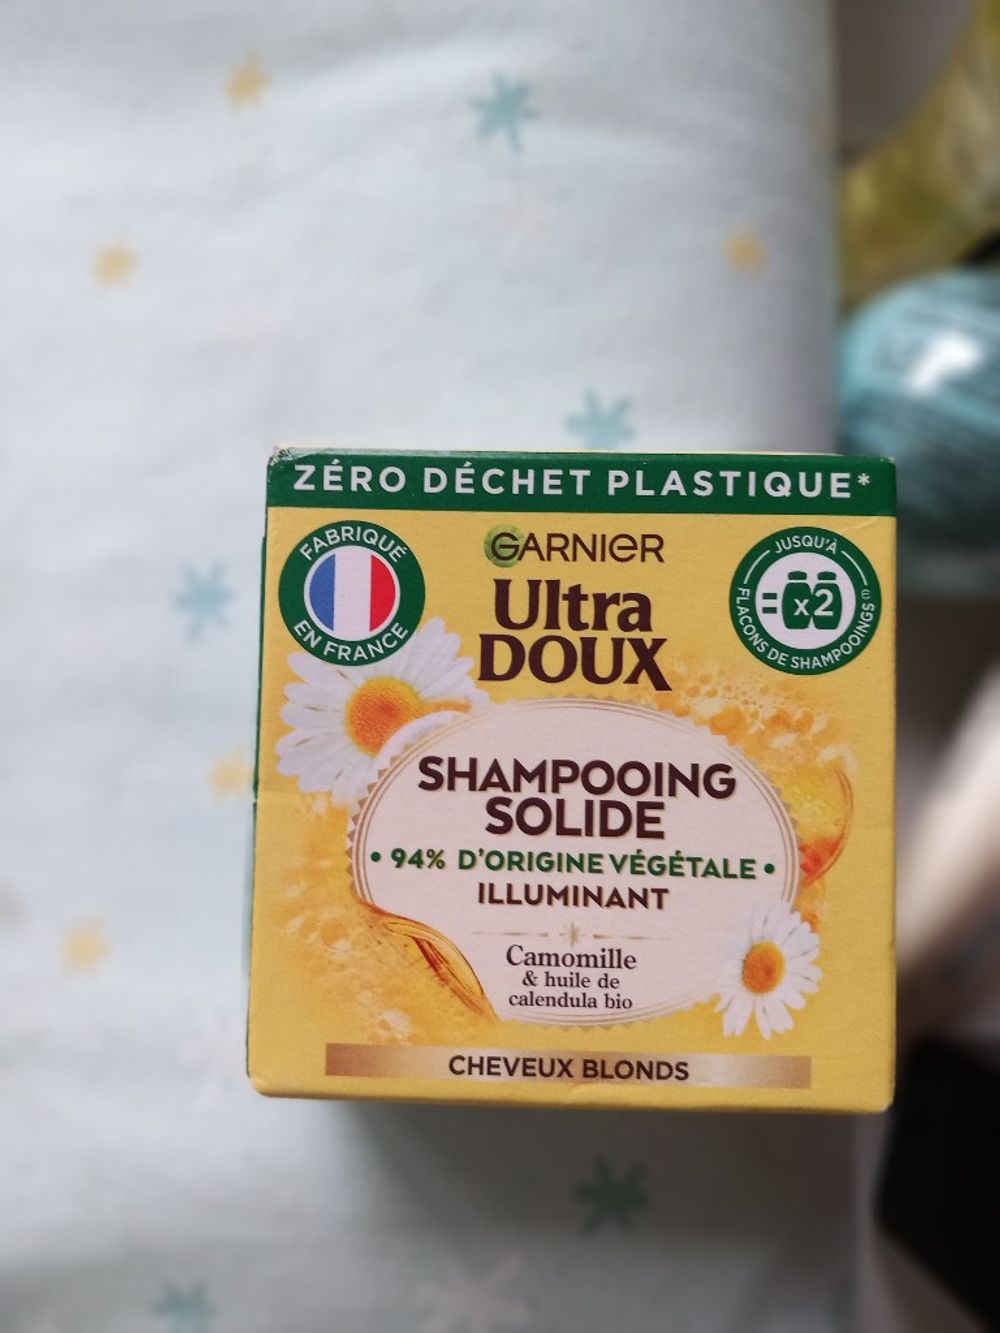 ZÉRO DÉCHET PLASTIQUE*
FABRIQUÉ
EN FRANCE
GARNIER
Ultra
DOUX
JUSQU'À
= x2
FLACONS DE SHAMPOOINGS (1)
SHAMPOOING
SOLIDE
• 94% D'ORIGINE VÉGÉTALE •
ILLUMINANT
Camomille
& huile de
calendula bio
CHEVEUX BLONDS